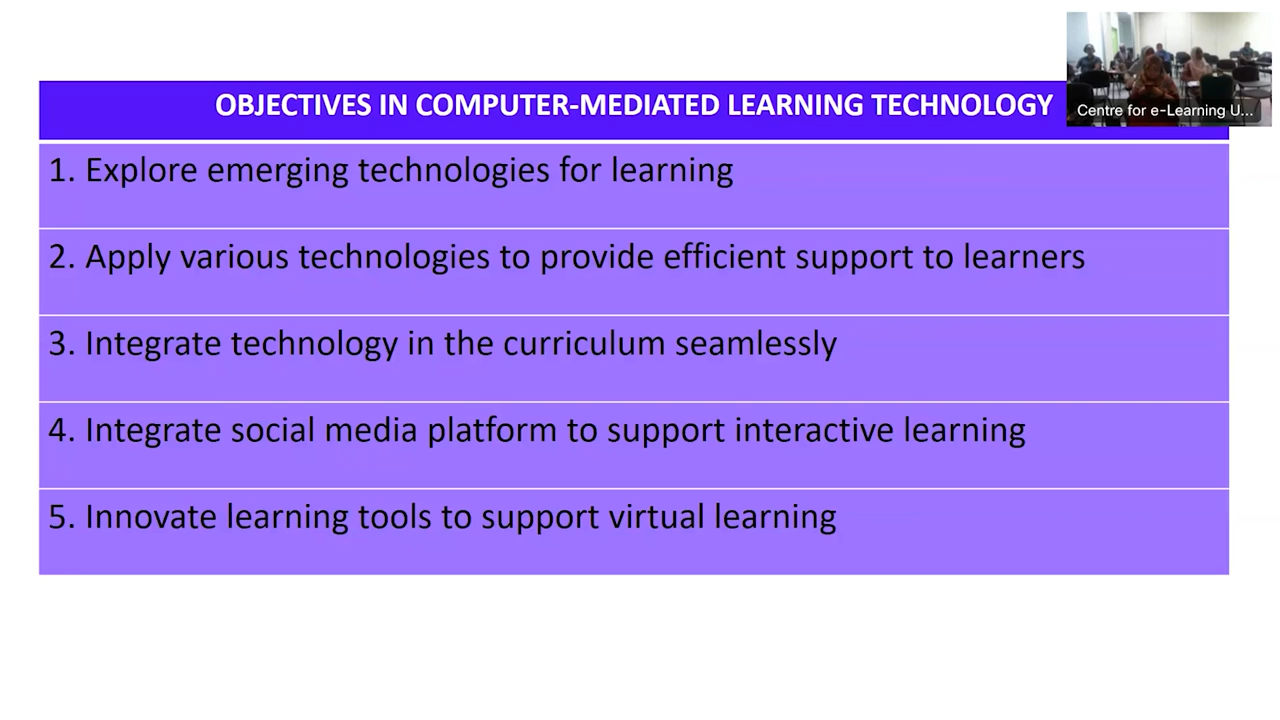 OBJECTIVES IN COMPUTER-MEDIATED LEARNING TECHNOLOGY
Centre for e-Learning U...
1. Explore emerging technologies for learning
2. Apply various technologies to provide efficient support to learners
3. Integrate technology in the curriculum seamlessly
4. Integrate social media platform to support interactive learning
5. Innovate learning tools to support virtual learning